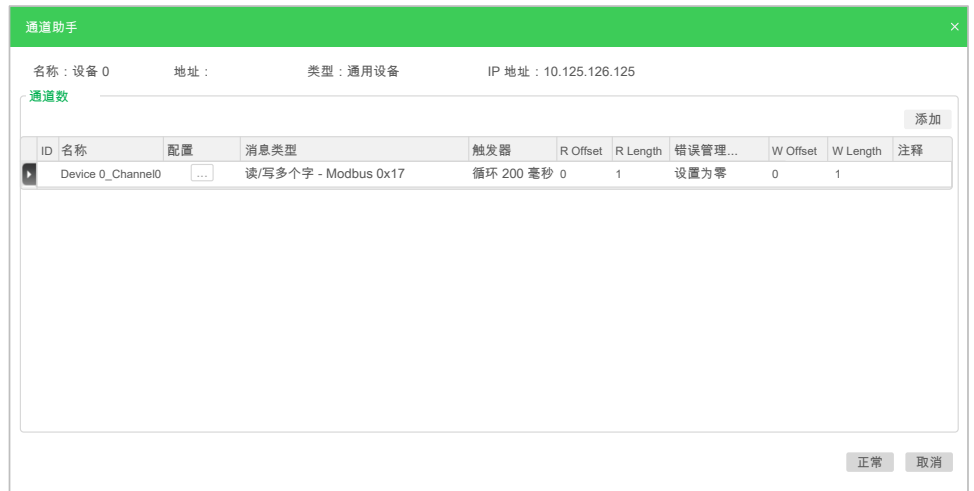 通道助手 ×
名称：设备 0 地址： 类型：通用设备 IP 地址：10.125.126.125
通道数
添加
ID 名称 配置 消息类型 触发器 R Offset R Length 错误管理... W Offset W Length 注释
Device 0_Channel0 ... 读/写多个字 - Modbus 0x17 循环 200 毫秒 0 1 设置为零 0 1
正常 取消